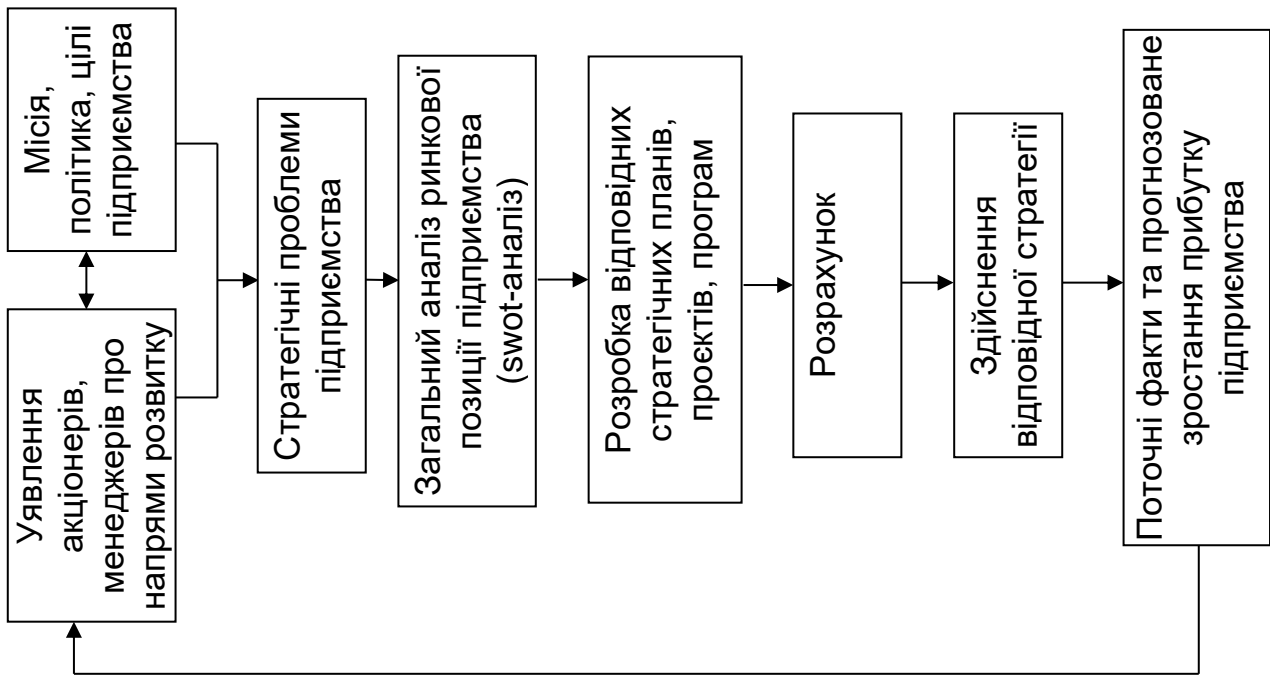 Уявлення
акціонерів,
менеджерів про
напрями розвитку
Місія,
політика, цілі
підприємства
Стратегічні проблеми
підприємства
Загальний аналіз ринкової
позиції підприємства
(swot-аналіз)
Розробка відповідних
стратегічних планів,
проєктів, програм
Розрахунок
Здійснення
відповідної стратегії
Поточні факти та прогнозоване
зростання прибутку
підприємства